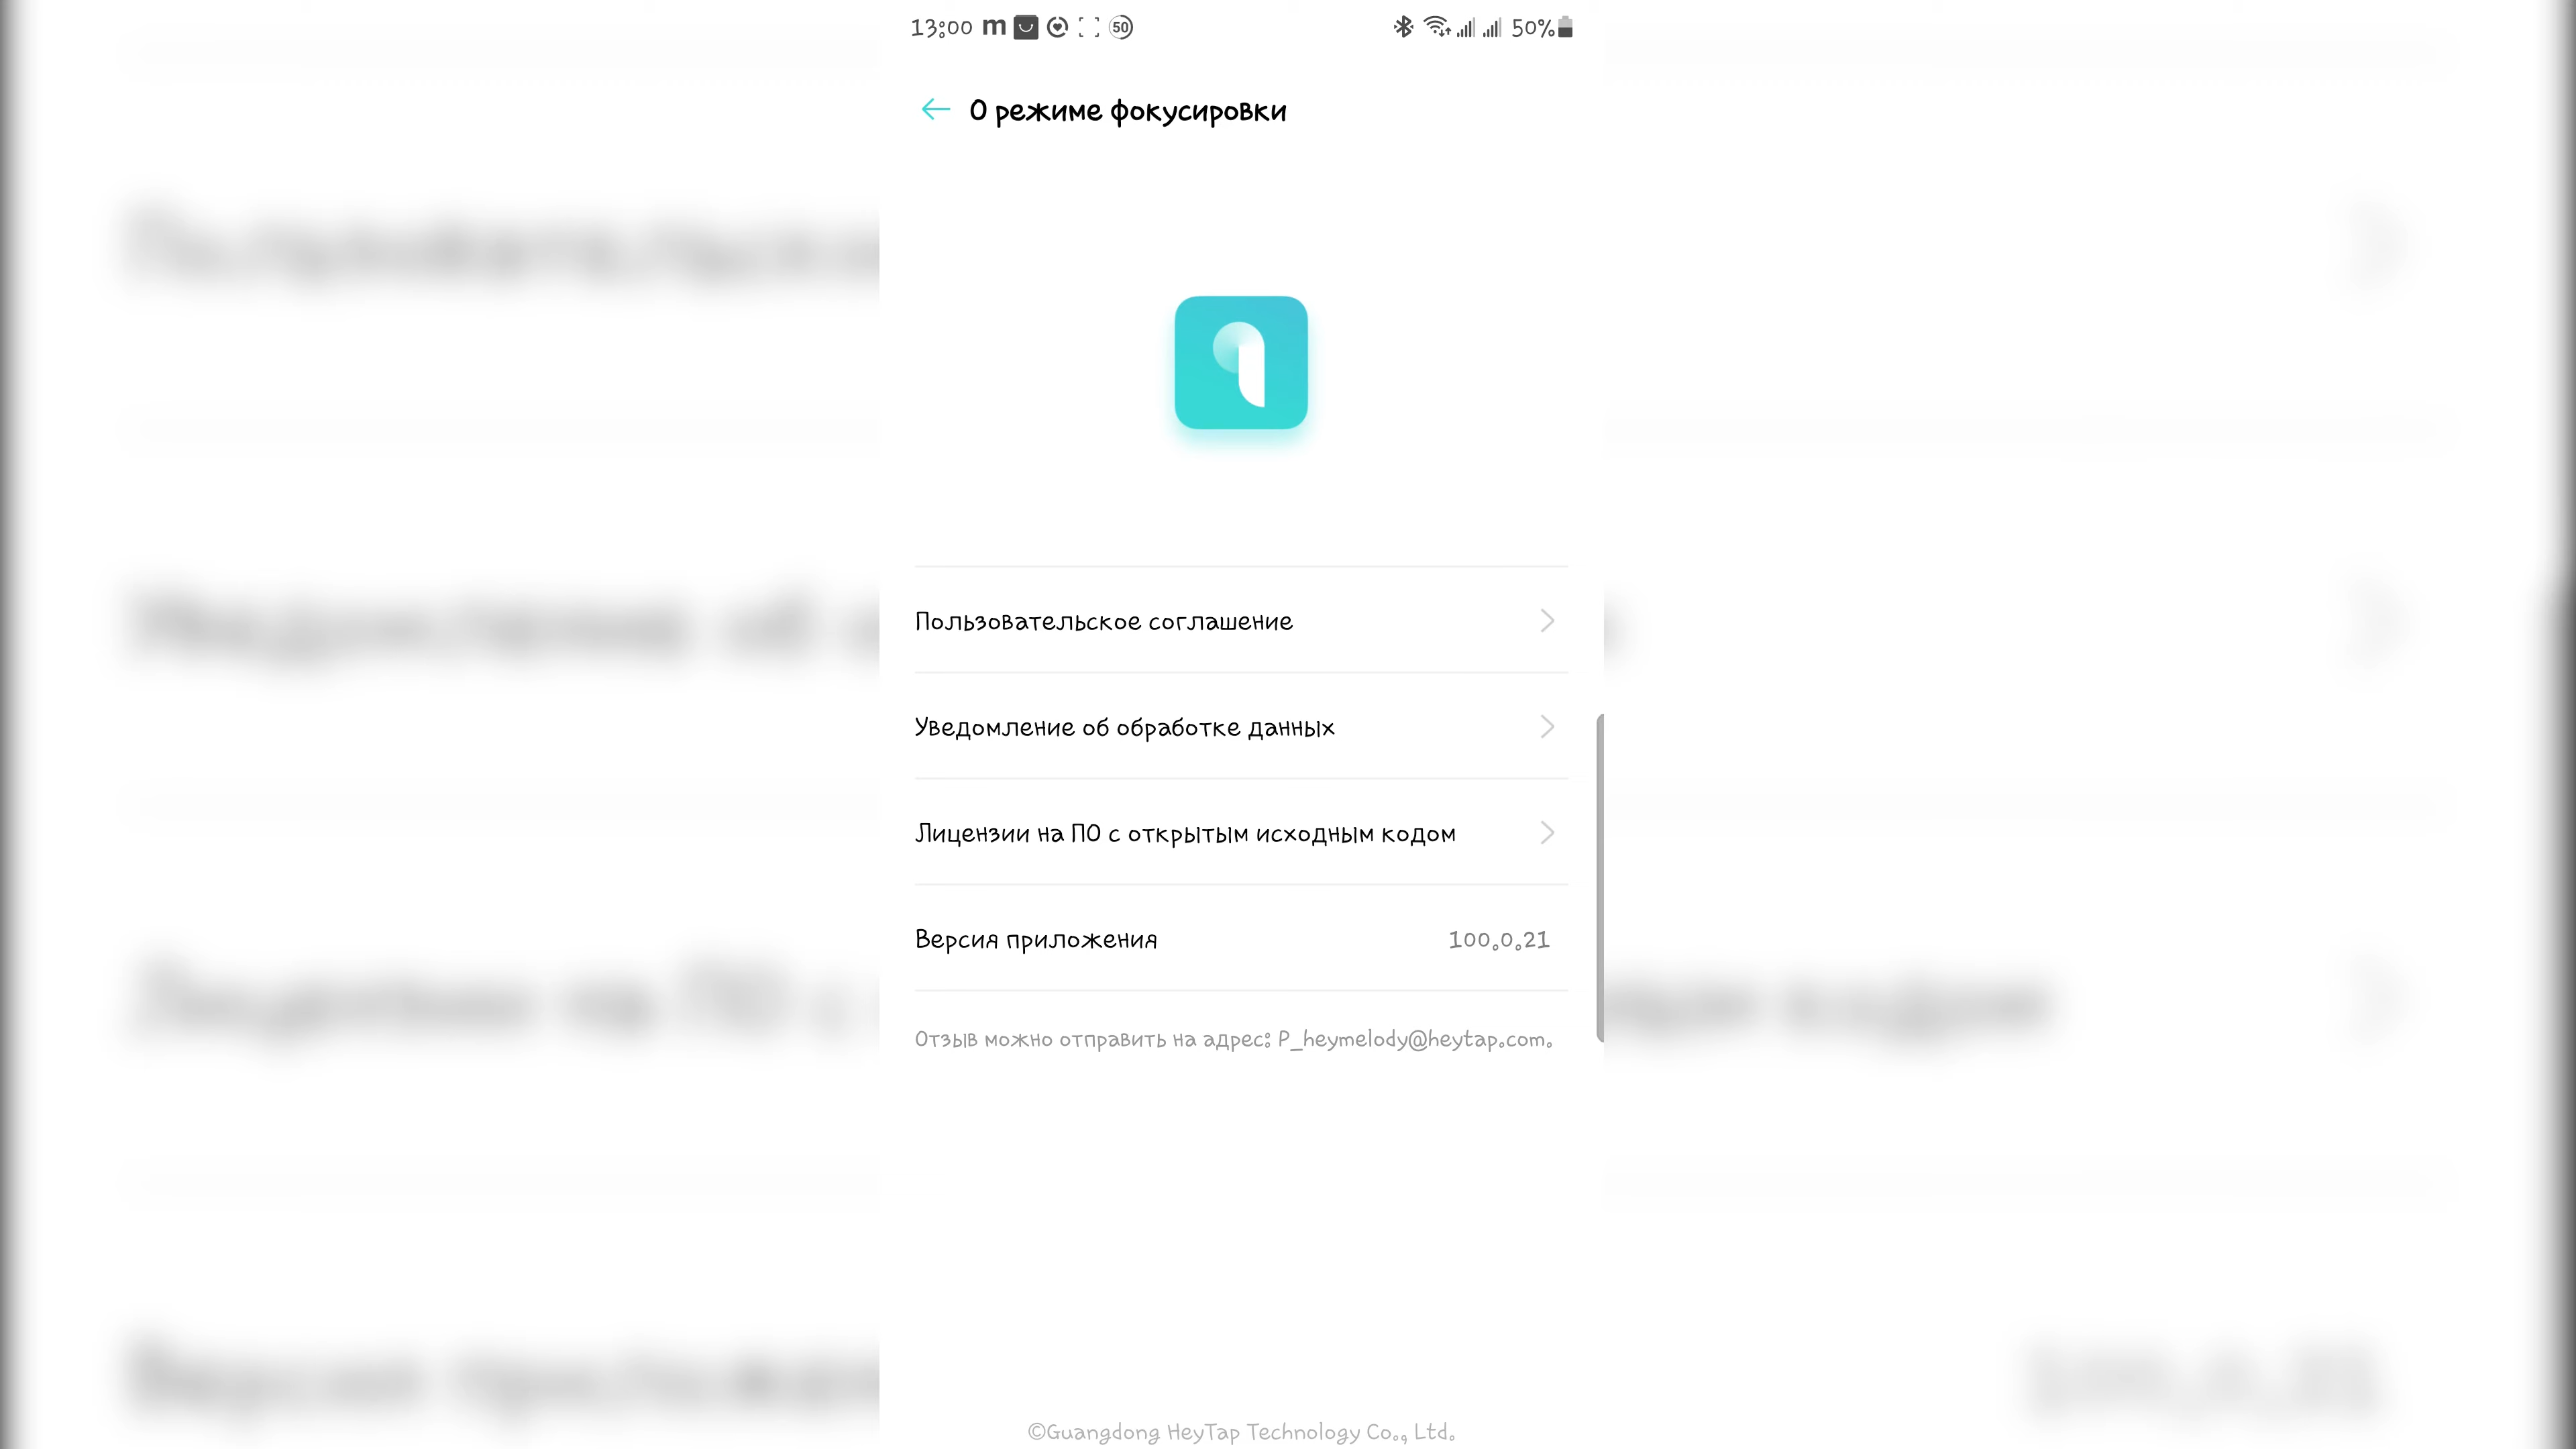 13:00 m 50 50%
О режиме фокусировки
Пользовательское соглашение
Уведомление об обработке данных
Лицензии на ПО с открытым исходным кодом
Версия приложения 100.0.21
Отзыв можно отправить на адрес: P_heymelody@heytap.com.
©Guangdong HeyTap Technology Co., Ltd.